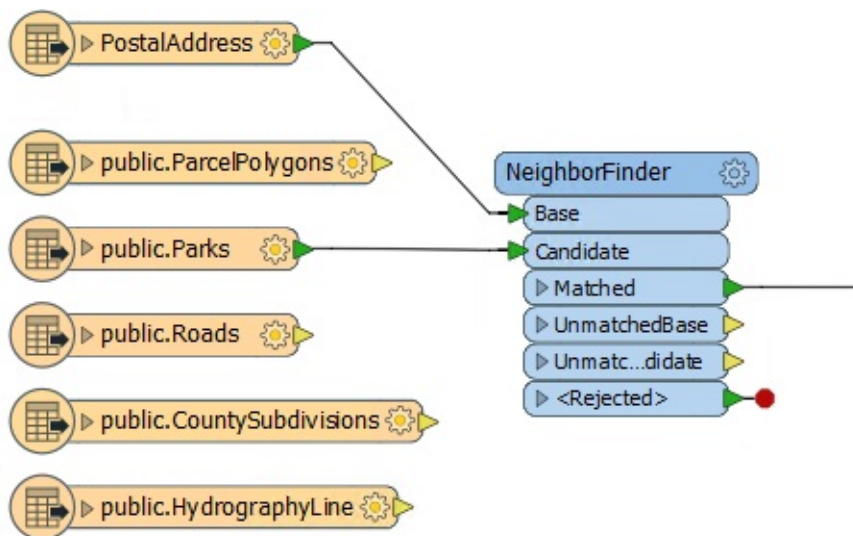 PostalAddress
public.ParcelPolygons
public.Parks
public.Roads
public.CountySubdivisions
public.HydrographyLine
NeighborFinder
Base
Candidate
Matched
UnmatchedBase
Unmatc...didate
<Rejected>